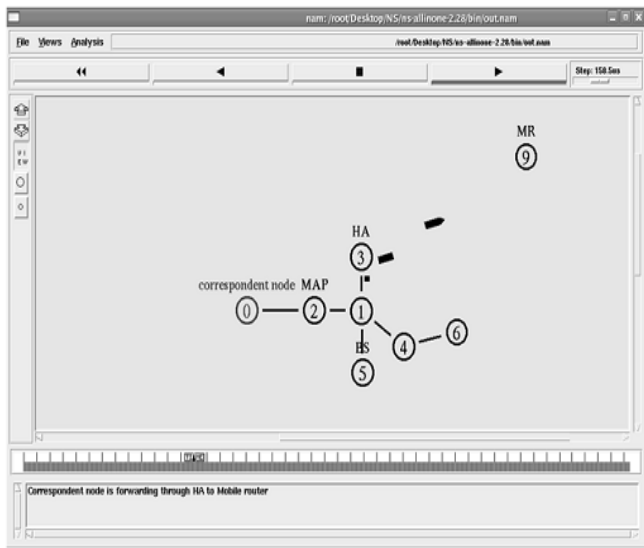 nam: /root/Desktop/NS/ns-allinone-2.28/bin/out.nam
File Views Analysis /root/Desktop/NS/ns-allinone-2.28/bin/out.nam
Step: 158.5us
VIEW
MR
9
HA
3
correspondent node MAP
0 2 1
4 6
BS
5
Correspondent node is forwarding through HA to Mobile router